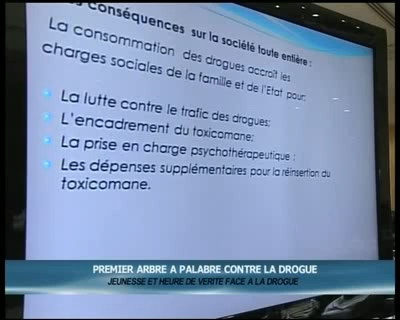 conséquences sur la société toute entière :
La consommation des drogues accroît les
charges sociales de la famille et de l'Etat pour;
La lutte contre le trafic des drogues;
L'encadrement du toxicomane;
La prise en charge psychothérapeutique ;
Les dépenses supplémentaires pour la réinsertion du
toxicomane.
PREMIER ARBRE A PALABRE CONTRE LA DROGUE
JEUNESSE ET HEURE DE VERITE FACE A LA DROGUE